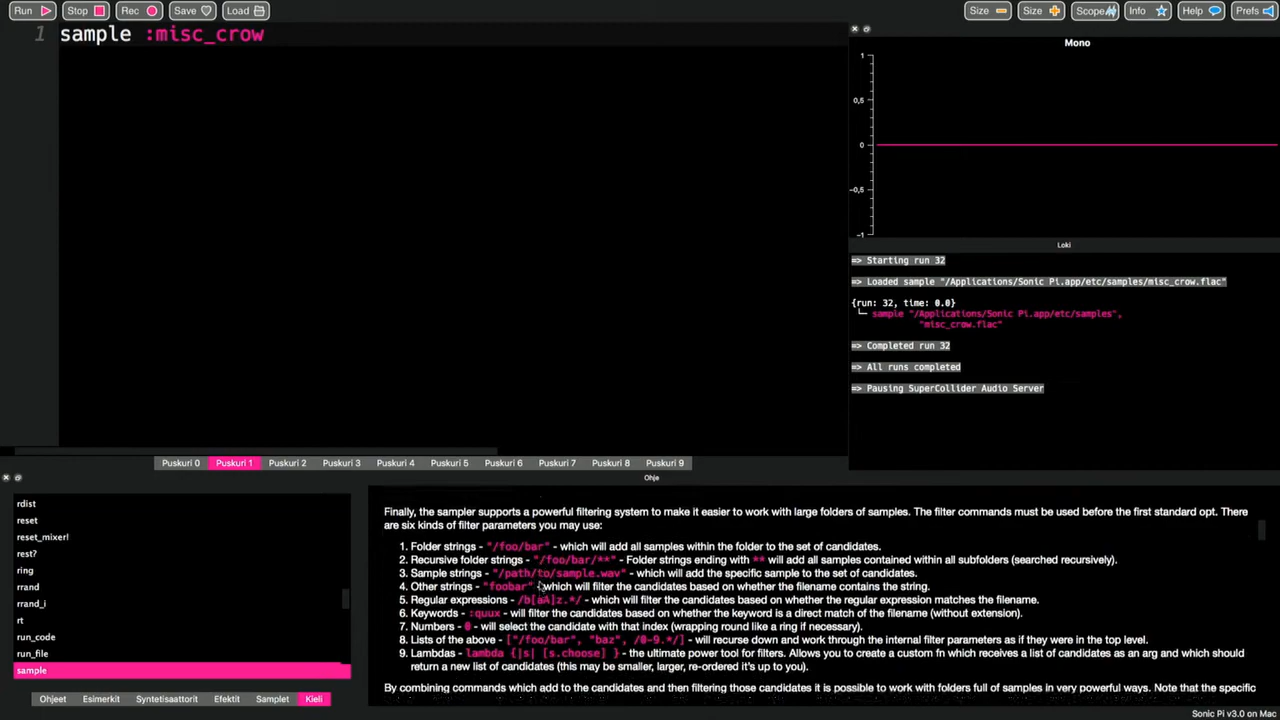 Run Stop Rec Save Load Size Size Scope Info Help Prefs
1 sample :misc_crow
Mono
1
0,5
0
-0,5
-1
Loki
=> Starting run 32
=> Loaded sample "/Applications/Sonic Pi.app/etc/samples/misc_crow.flac"
{run: 32, time: 0.0}
└─ sample "/Applications/Sonic Pi.app/etc/samples",
"misc_crow.flac"
=> Completed run 32
=> All runs completed
=> Pausing SuperCollider Audio Server
Puskuri 0 Puskuri 1 Puskuri 2 Puskuri 3 Puskuri 4 Puskuri 5 Puskuri 6 Puskuri 7 Puskuri 8 Puskuri 9
Ohje
rdist
reset
reset_mixer!
rest?
ring
rrand
rrand_i
rt
run_code
run_file
sample
Ohjeet Esimerkit Syntetisaattorit Efektit Samplet Kieli
Finally, the sampler supports a powerful filtering system to make it easier to work with large folders of samples. The filter commands must be used before the first standard opt. There
are six kinds of filter parameters you may use:
1. Folder strings - "/foo/bar" - which will add all samples within the folder to the set of candidates.
2. Recursive folder strings - "/foo/bar/**" - Folder strings ending with ** will add all samples contained within all subfolders (searched recursively).
3. Sample strings - "/path/to/sample.wav" - which will add the specific sample to the set of candidates.
4. Other strings - "foobar" - which will filter the candidates based on whether the filename contains the string.
5. Regular expressions - /b[aA]z.*/ - which will filter the candidates based on whether the regular expression matches the filename.
6. Keywords - :quux - will filter the candidates based on whether the keyword is a direct match of the filename (without extension).
7. Numbers - 0 - will select the candidate with that index (wrapping round like a ring if necessary).
8. Lists of the above - ["/foo/bar", "baz", /0-9.*/] - will recurse down and work through the internal filter parameters as if they were in the top level.
9. Lambdas - lambda {|s| [s.choose] } - the ultimate power tool for filters. Allows you to create a custom fn which receives a list of candidates as an arg and which should
return a new list of candidates (this may be smaller, larger, re-ordered it's up to you).
By combining commands which add to the candidates and then filtering those candidates it is possible to work with folders full of samples in very powerful ways. Note that the specific
Sonic Pi v3.0 on Mac